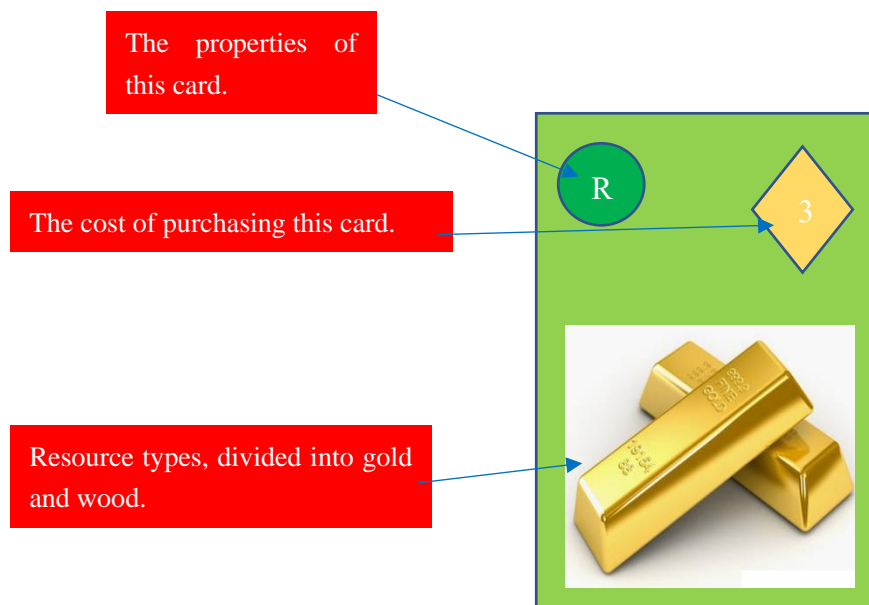 The properties of
this card.
R
3
The cost of purchasing this card.
Resource types, divided into gold
and wood.